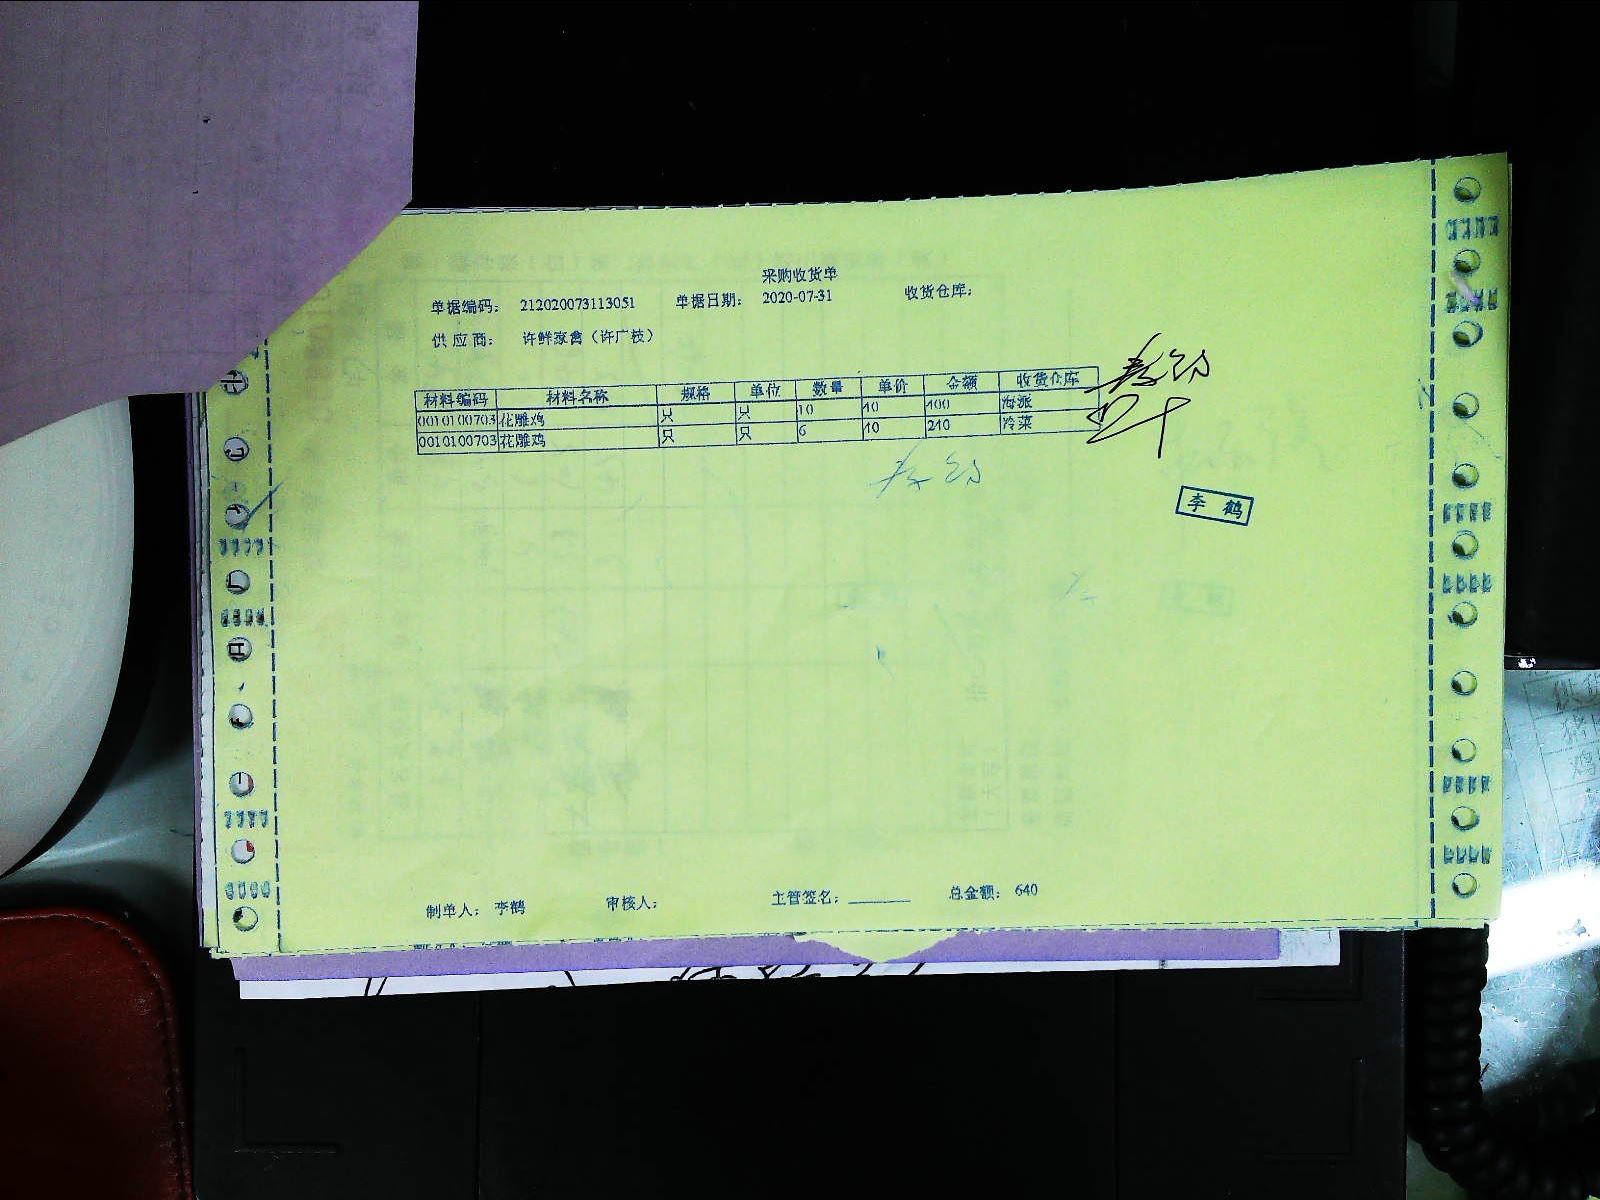 采购收货单
单据编码: 212020073113051 单据日期: 2020-07-31 收货仓库:
供应商: 许鲜家禽(许广枝)
材料编码 材料名称 规格 单位 数量 单价 金额 收货仓库
0010100703 花雕鸡 只 只 10 10 400 海派
0010100703 花雕鸡 只 只 6 10 240 冷菜
李 鹤
制单人: 李鹤 审核人: 主管签名: 总金额: 640